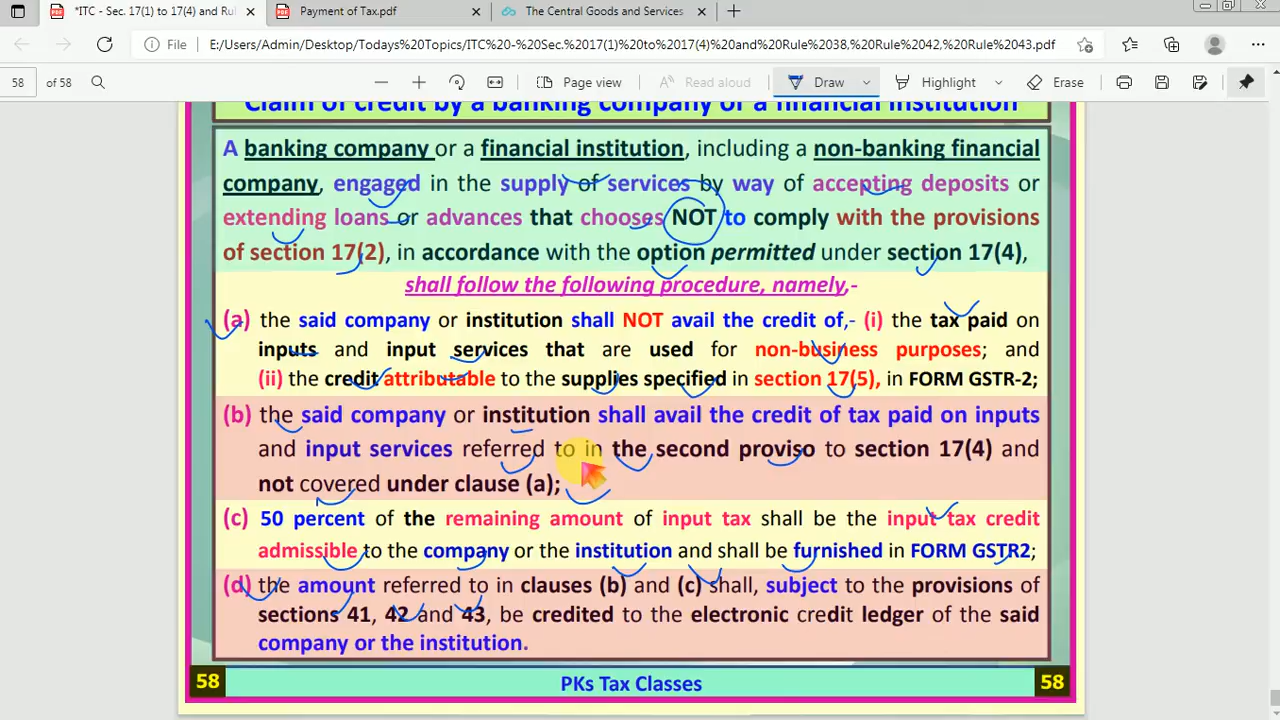 *ITC - Sec. 17(1) to 17(4) and Rul
Payment of Tax.pdf
The Central Goods and Services
File
E:/Users/Admin/Desktop/Todays%20Topics/ITC%20-%20Sec.%2017(1)%20to%2017(4)%20and%20Rule%2038,%20Rule%2042,%20Rule%2043.pdf
58 of 58
Page view
Read aloud
Draw
Highlight
Erase
Claim of credit by a banking company or a financial institution
A banking company or a financial institution, including a non-banking financial
company, engaged in the supply of services by way of accepting deposits or
extending loans or advances that chooses NOT to comply with the provisions
of section 17(2), in accordance with the option permitted under section 17(4),
shall follow the following procedure, namely,-
(a) the said company or institution shall NOT avail the credit of,- (i) the tax paid on
inputs and input services that are used for non-business purposes; and
(ii) the credit attributable to the supplies specified in section 17(5), in FORM GSTR-2;
(b) the said company or institution shall avail the credit of tax paid on inputs
and input services referred to in the second proviso to section 17(4) and
not covered under clause (a);
(c) 50 percent of the remaining amount of input tax shall be the input tax credit
admissible to the company or the institution and shall be furnished in FORM GSTR2;
(d) the amount referred to in clauses (b) and (c) shall, subject to the provisions of
sections 41, 42 and 43, be credited to the electronic credit ledger of the said
company or the institution.
58
PKs Tax Classes
58